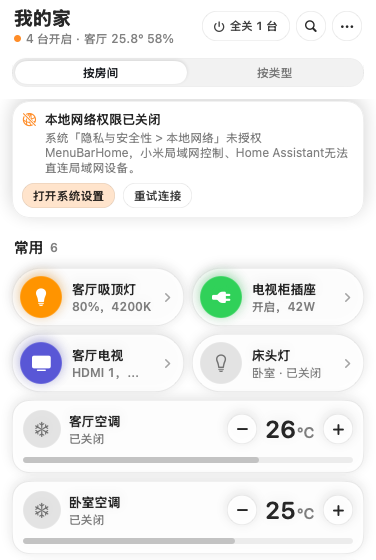 我的家
4 台开启 · 客厅 25.8° 58%
全关 1 台
按房间
按类型
本地网络权限已关闭
系统「隐私与安全性 > 本地网络」未授权
MenuBarHome，小米局域网控制、Home Assistant无法
直连局域网设备。
打开系统设置
重试连接
常用 6
客厅吸顶灯
80%，4200K
电视柜插座
开启，42W
客厅电视
HDMI 1，...
床头灯
卧室 · 已关闭
客厅空调
已关闭
26°C
卧室空调
已关闭
25°C